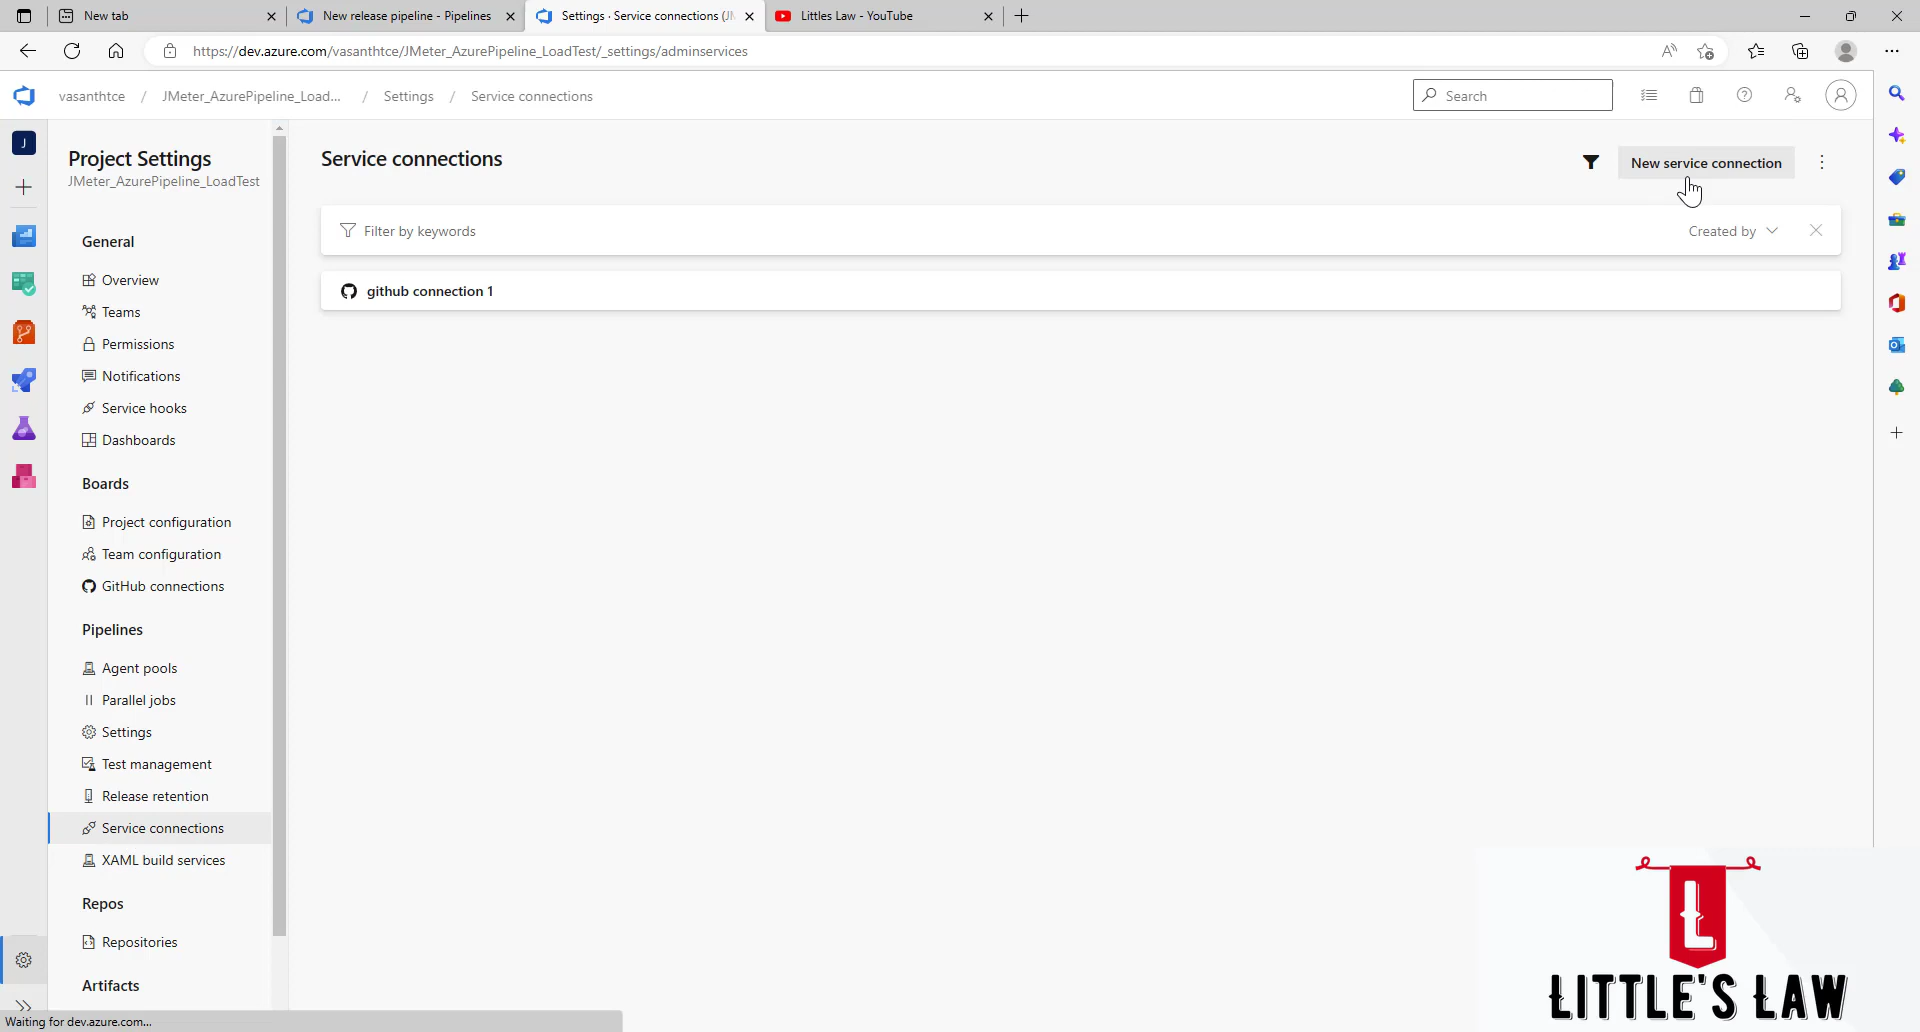 New tab
New release pipeline - Pipelines
Settings · Service connections (JM
Littles Law - YouTube
https://dev.azure.com/vasanthtce/JMeter_AzurePipeline_LoadTest/_settings/adminservices
vasanthtce / JMeter_AzurePipeline_Load... / Settings / Service connections
Search
J
Project Settings
JMeter_AzurePipeline_LoadTest
General
Overview
Teams
Permissions
Notifications
Service hooks
Dashboards
Boards
Project configuration
Team configuration
GitHub connections
Pipelines
Agent pools
Parallel jobs
Settings
Test management
Release retention
Service connections
XAML build services
Repos
Repositories
Artifacts
Service connections
New service connection
Filter by keywords
Created by
github connection 1
Waiting for dev.azure.com...
L
LITTLE'S LAW